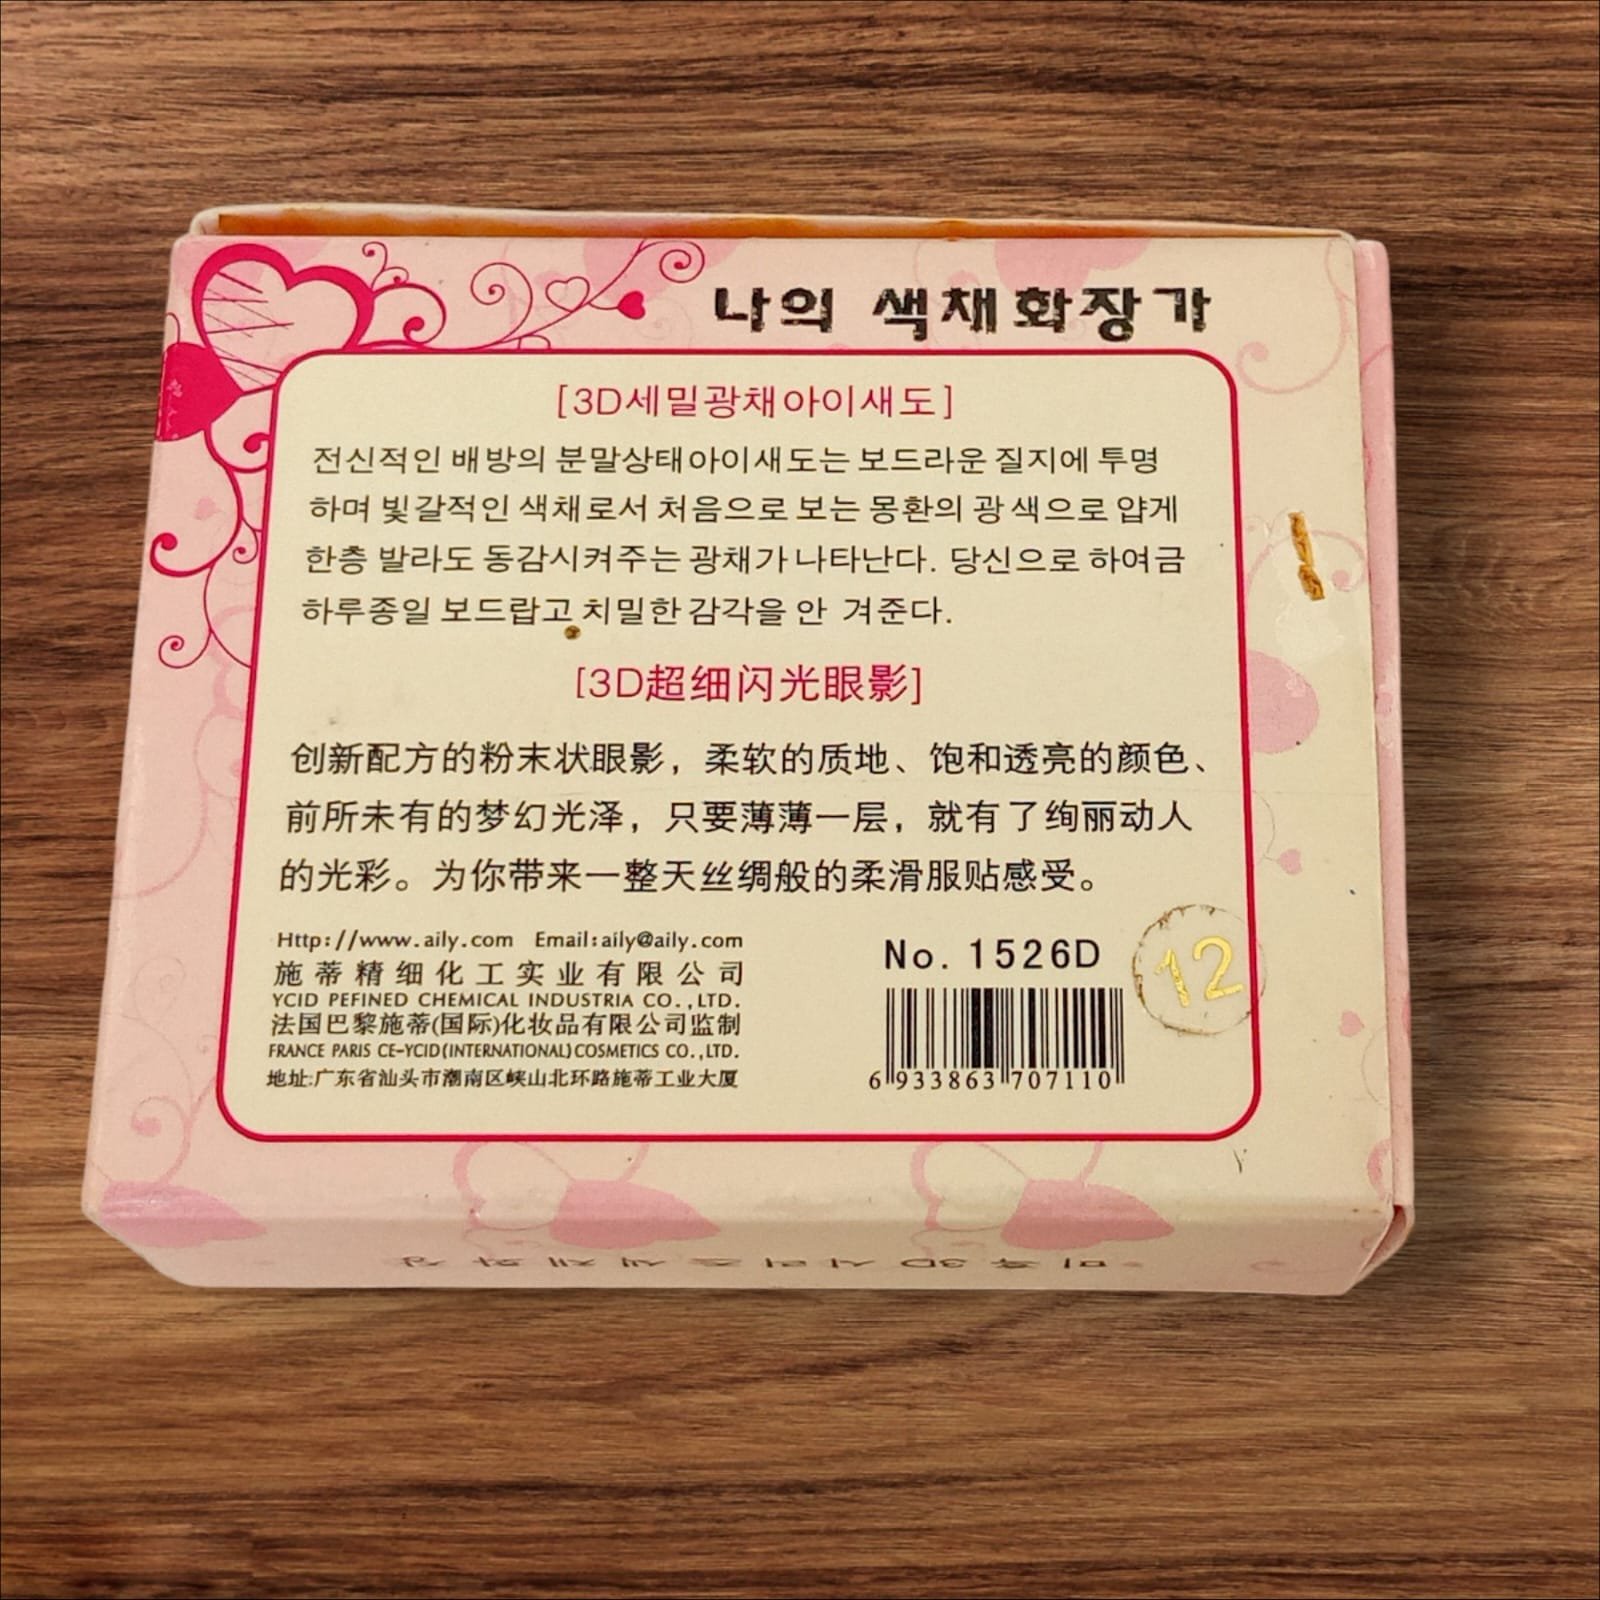 나의 색채화장가
[3D세밀광채아이새도]
전신적인 배방의 분말상태아이새도는 보드라운 질지에 투명
하며 빛갈적인 색채로서 처음으로 보는 몽환의 광 색으로 얇게
한층 발라도 동감시켜주는 광채가 나타난다. 당신으로 하여금
하루종일 보드랍고 치밀한 감각을 안 겨준다.
[3D超细闪光眼影]
创新配方的粉末状眼影，柔软的质地、饱和透亮的颜色、
前所未有的梦幻光泽，只要薄薄一层，就有了绚丽动人
的光彩。为你带来一整天丝绸般的柔滑服贴感受。
Http://www.aily.com Email:aily@aily.com
施蒂精细化工实业有限公司
YCID PEFINED CHEMICAL INDUSTRIA CO.,LTD.
法国巴黎施蒂(国际)化妆品有限公司监制
FRANCE PARIS CE-YCID(INTERNATIONAL)COSMETICS CO.,LTD.
地址:广东省汕头市潮南区峡山北环路施蒂工业大厦
No. 1526D
12
6 933863 707110